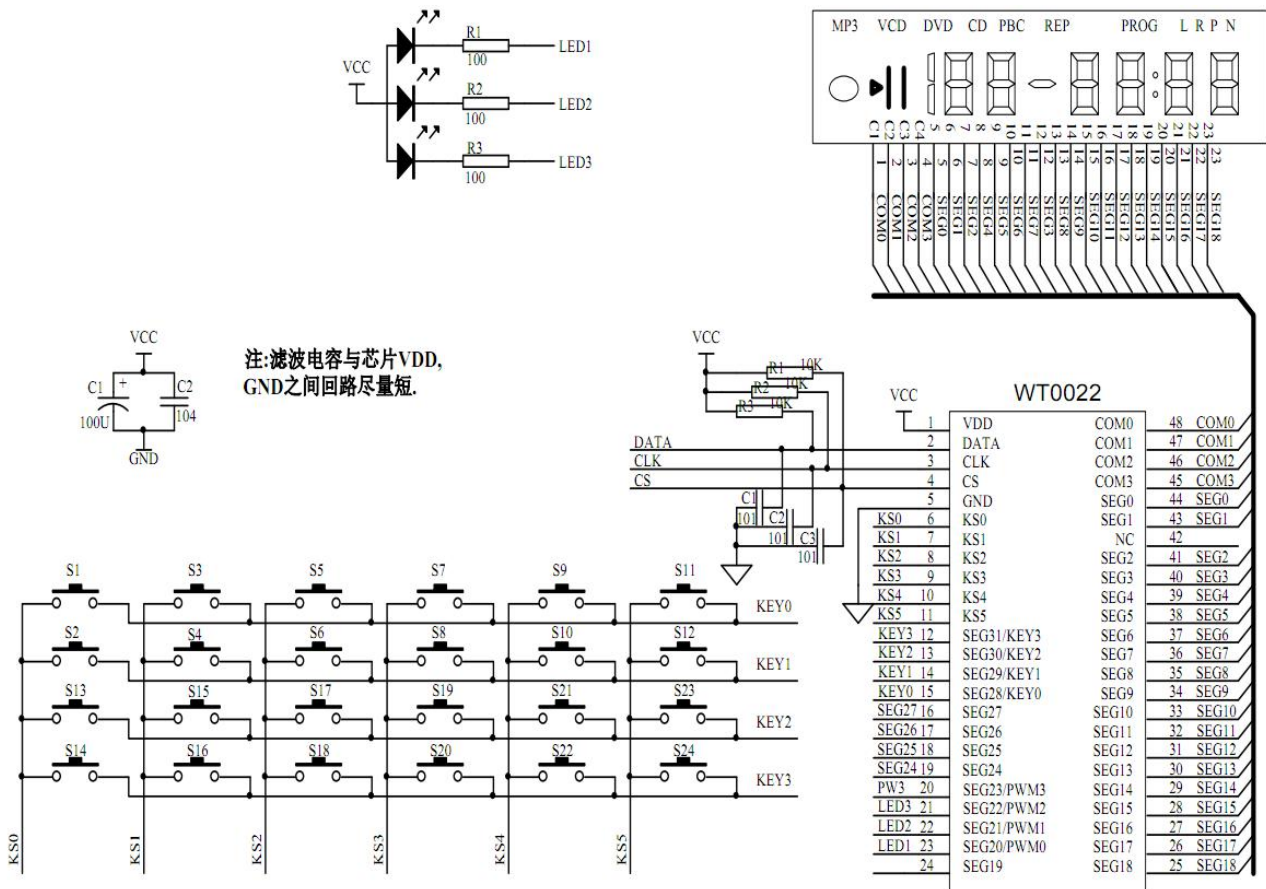 MP3 VCD DVD CD PBC REP PROG L R P N
C1 C2 C3 C4 5 6 7 8 9 10 11 12 13 14 15 16 17 18 19 20 21 22 23
1 2 3 4 5 6 7 8 9 10 11 12 13 14 15 16 17 18 19 20 21 22 23
COM0 COM1 COM2 COM3 SEG0 SEG1 SEG2 SEG4 SEG5 SEG6 SEG7 SEG3 SEG8 SEG9 SEG10 SEG11 SEG12 SEG13 SEG14 SEG15 SEG16 SEG17 SEG18
VCC
R1
100
LED1
R2
100
LED2
R3
100
LED3
VCC
C1
+
100U
C2
104
GND
注:滤波电容与芯片VDD,
GND之间回路尽量短.
VCC
R1 10K
R2 10K
R3 10K
DATA
CLK
CS
C1
101
C2
101
C3
101
VCC
WT0022
1 VDD COM0 48 COM0
2 DATA COM1 47 COM1
3 CLK COM2 46 COM2
4 CS COM3 45 COM3
5 GND SEG0 44 SEG0
KS0 6 KS0 SEG1 43 SEG1
KS1 7 KS1 NC 42
KS2 8 KS2 SEG2 41 SEG2
KS3 9 KS3 SEG3 40 SEG3
KS4 10 KS4 SEG4 39 SEG4
KS5 11 KS5 SEG5 38 SEG5
KEY3 12 SEG31/KEY3 SEG6 37 SEG6
KEY2 13 SEG30/KEY2 SEG7 36 SEG7
KEY1 14 SEG29/KEY1 SEG8 35 SEG8
KEY0 15 SEG28/KEY0 SEG9 34 SEG9
SEG27 16 SEG27 SEG10 33 SEG10
SEG26 17 SEG26 SEG11 32 SEG11
SEG25 18 SEG25 SEG12 31 SEG12
SEG24 19 SEG24 SEG13 30 SEG13
PW3 20 SEG23/PWM3 SEG14 29 SEG14
LED3 21 SEG22/PWM2 SEG15 28 SEG15
LED2 22 SEG21/PWM1 SEG16 27 SEG16
LED1 23 SEG20/PWM0 SEG17 26 SEG17
24 SEG19 SEG18 25 SEG18
S1 S3 S5 S7 S9 S11
KEY0
S2 S4 S6 S8 S10 S12
KEY1
S13 S15 S17 S19 S21 S23
KEY2
S14 S16 S18 S20 S22 S24
KEY3
KS0 KS1 KS2 KS3 KS4 KS5